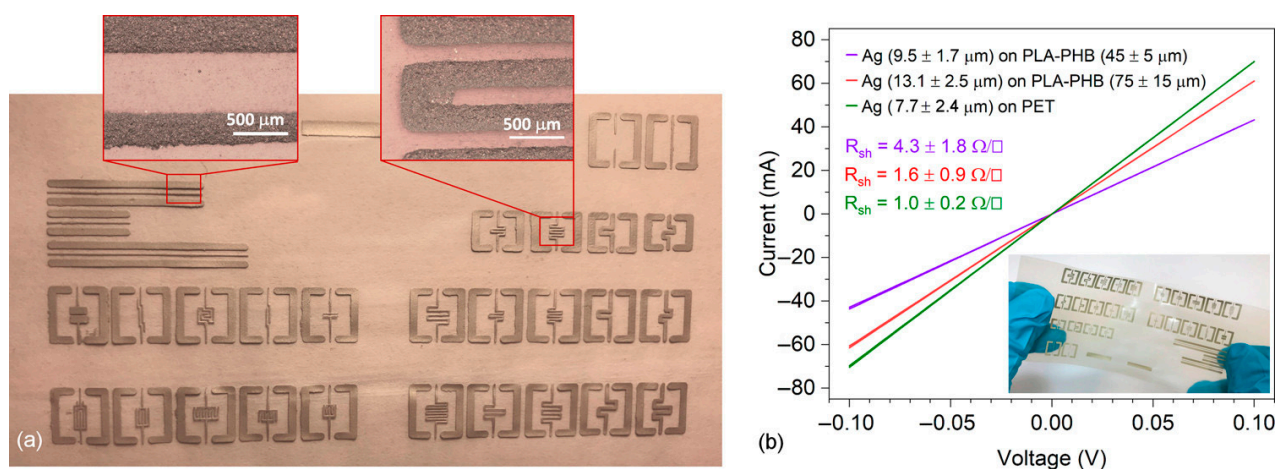 500 μm
500 μm
(a)
80
60
40
20
0
–20
–40
–60
–80
Current (mA)
Ag (9.5 ± 1.7 μm) on PLA-PHB (45 ± 5 μm)
Ag (13.1 ± 2.5 μm) on PLA-PHB (75 ± 15 μm)
Ag (7.7 ± 2.4 μm) on PET
Rsh = 4.3 ± 1.8 Ω/□
Rsh = 1.6 ± 0.9 Ω/□
Rsh = 1.0 ± 0.2 Ω/□
–0.10 –0.05 0.00 0.05 0.10
Voltage (V)
(b)